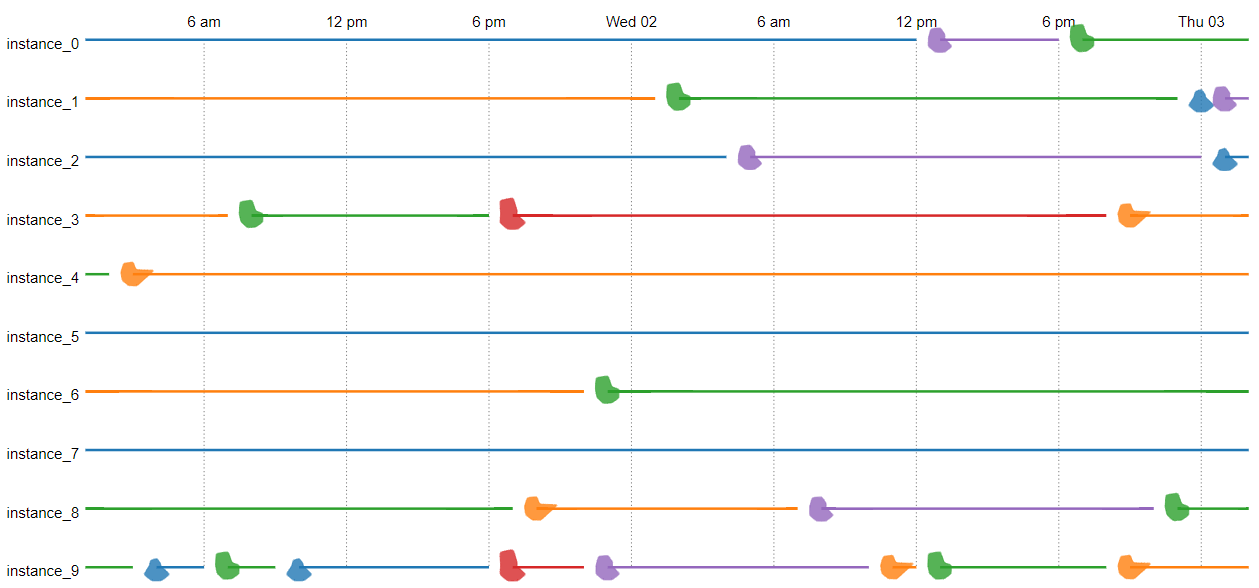 6 am 12 pm 6 pm Wed 02 6 am 12 pm 6 pm Thu 03
instance_0
instance_1
instance_2
instance_3
instance_4
instance_5
instance_6
instance_7
instance_8
instance_9